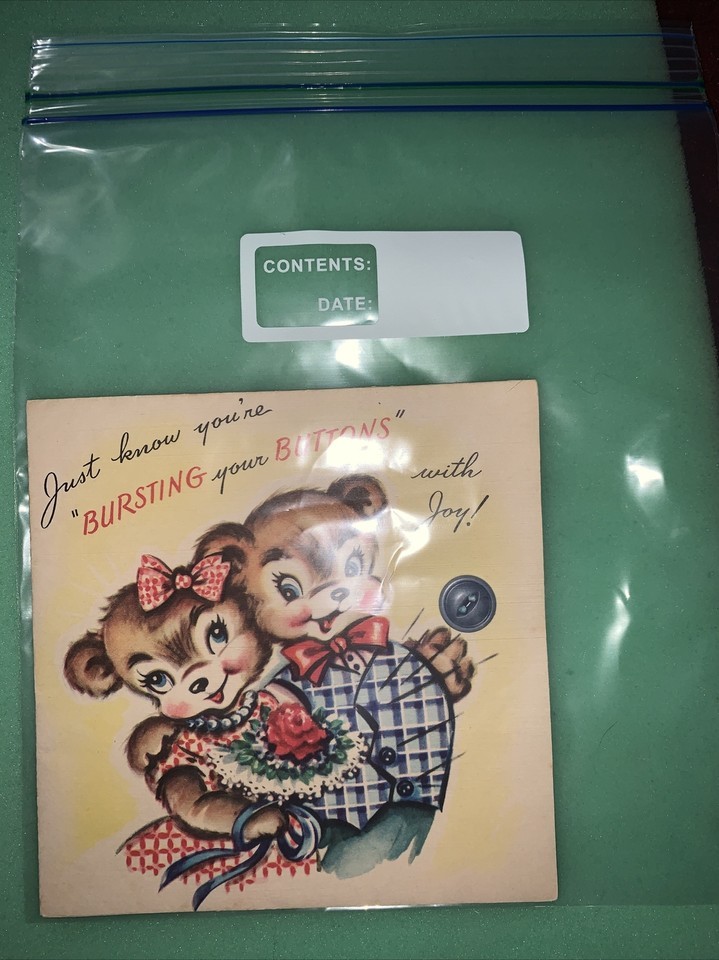 CONTENTS:
DATE:
Just know you're
"BURSTING your BUTTONS"
with
Joy!